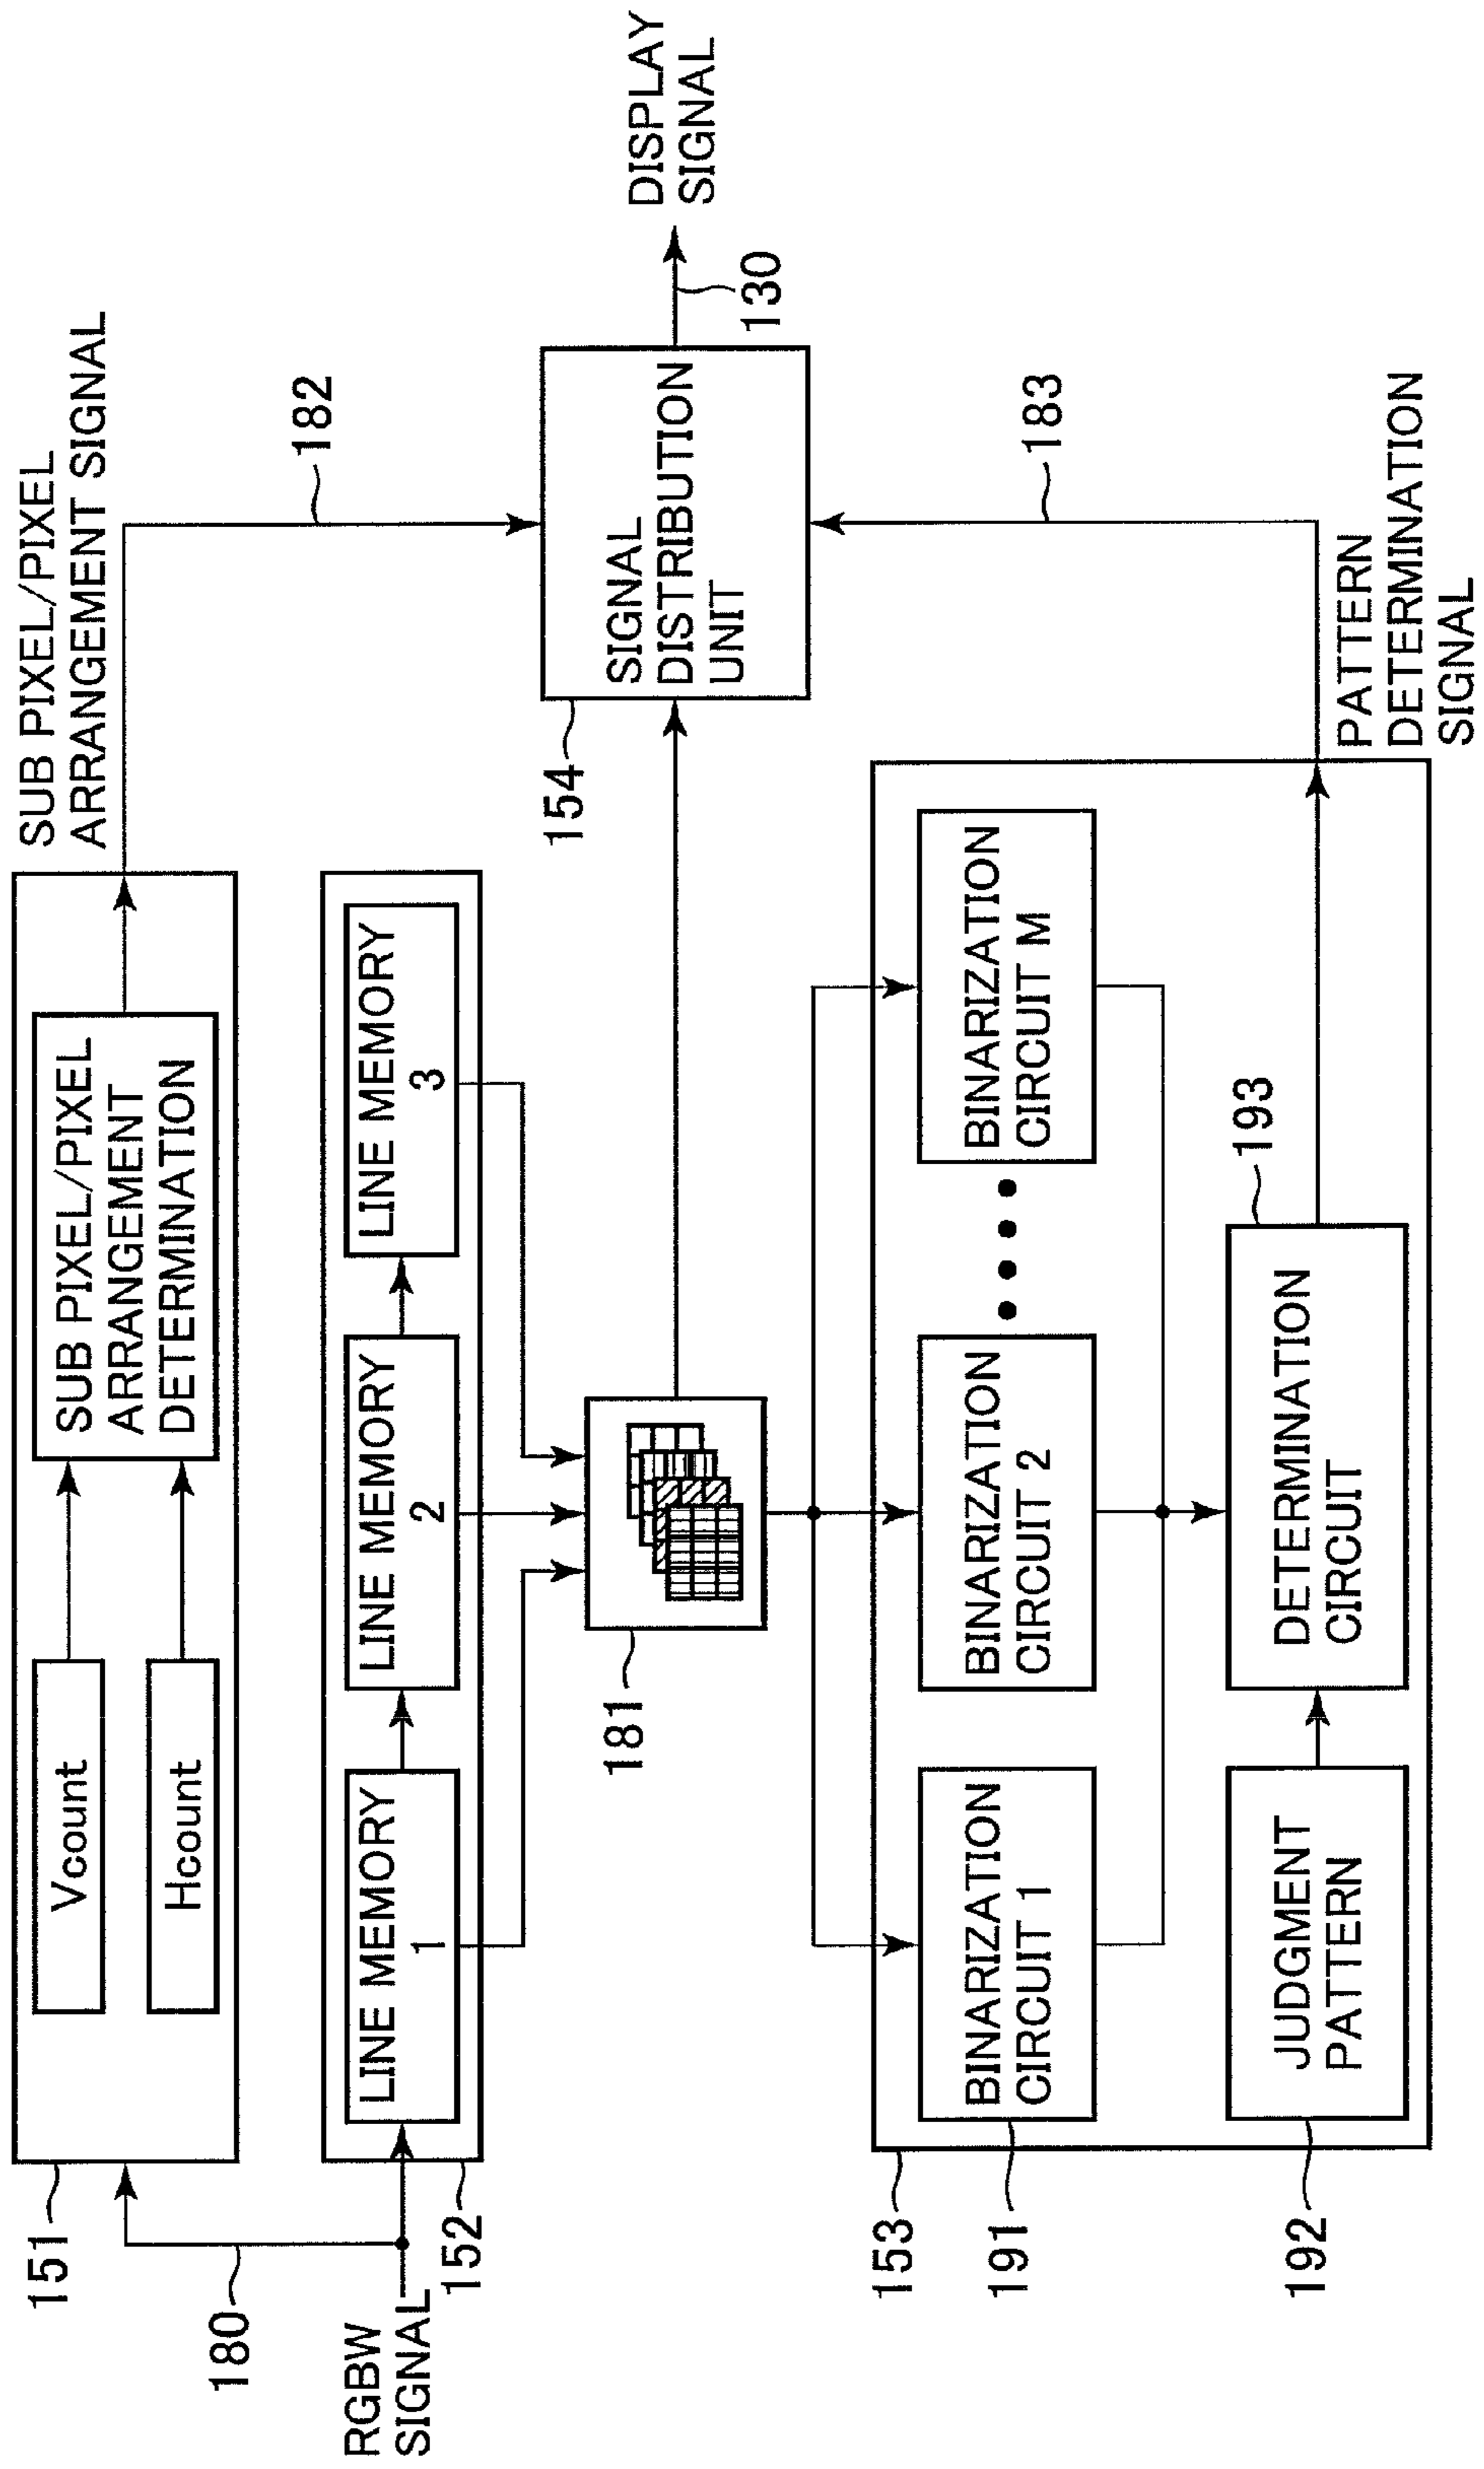 SUB PIXEL/PIXEL
ARRANGEMENT SIGNAL
151
Vcount
Hcount
SUB PIXEL/PIXEL
ARRANGEMENT
DETERMINATION
182
180
RGBW
SIGNAL
152
LINE MEMORY
1
LINE MEMORY
2
LINE MEMORY
3
181
154
SIGNAL
DISTRIBUTION
UNIT
130
DISPLAY
SIGNAL
183
153
191
BINARIZATION
CIRCUIT 1
BINARIZATION
CIRCUIT 2
BINARIZATION
CIRCUIT M
192
JUDGMENT
PATTERN
DETERMINATION
CIRCUIT
193
PATTERN
DETERMINATION
SIGNAL